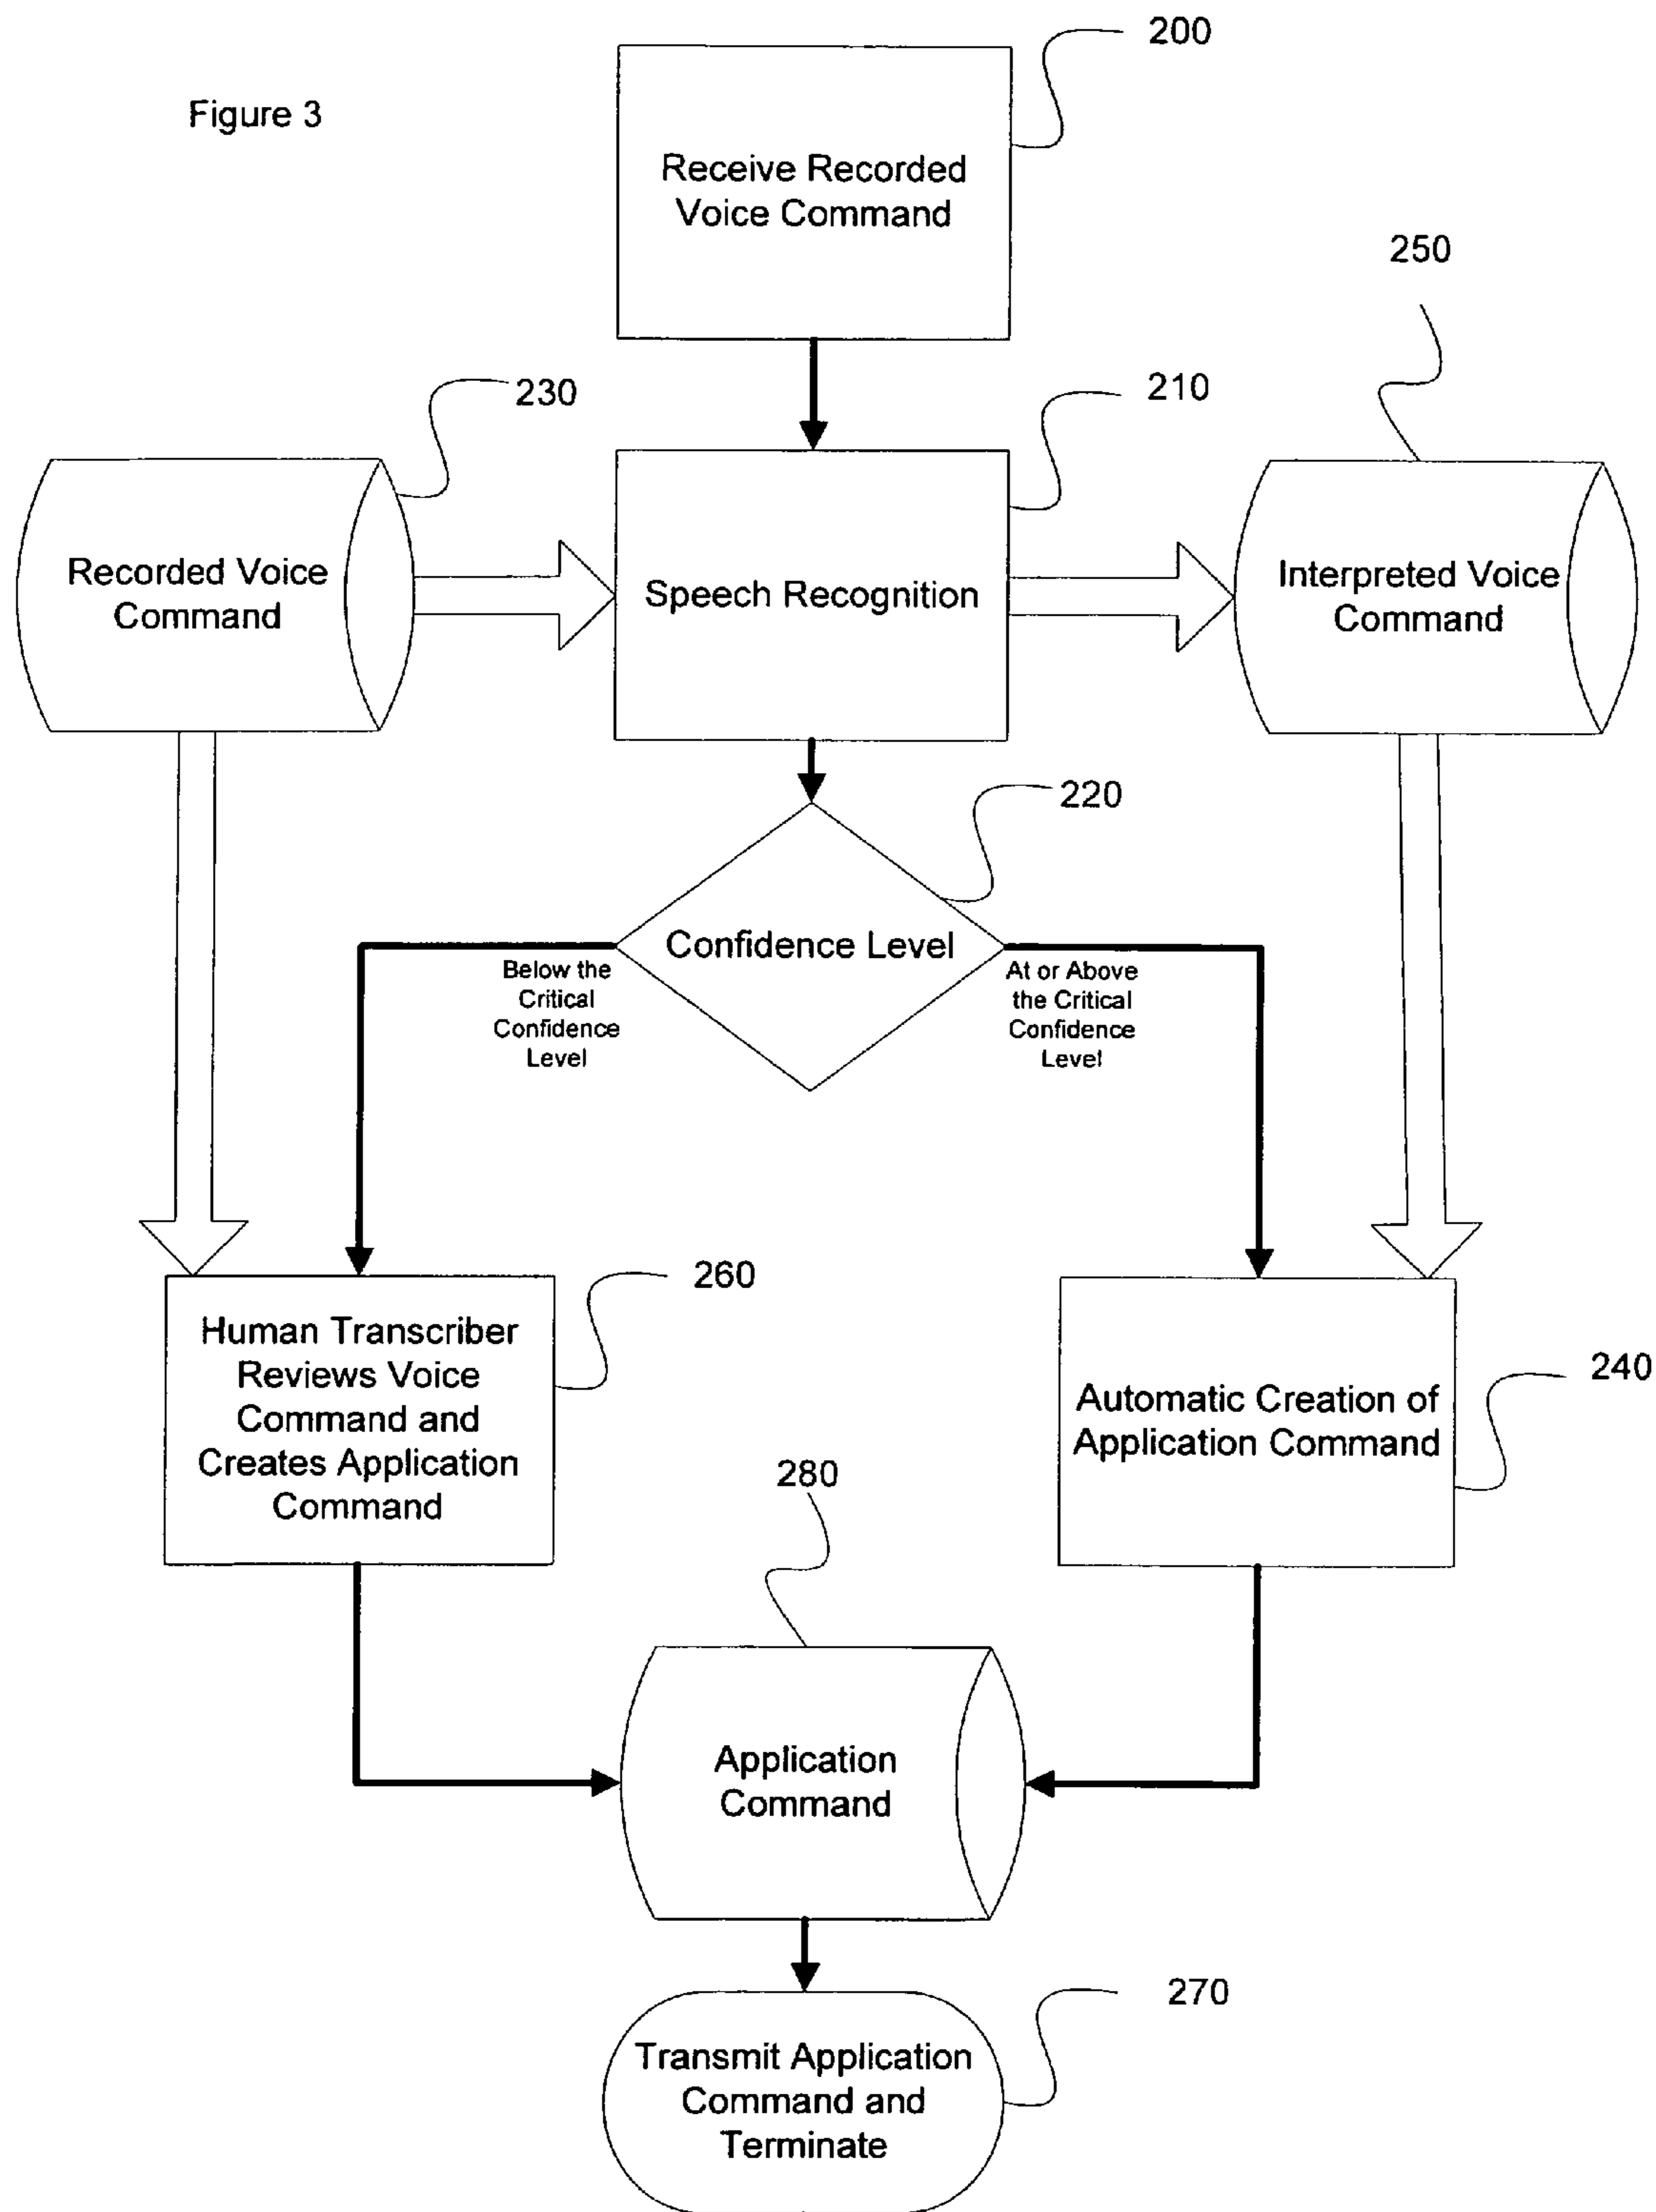 200
Figure 3
Receive Recorded
Voice Command
250
210
230
Recorded Voice
Command
Speech Recognition
Interpreted Voice
Command
220
Confidence Level
Below the
Critical
Confidence
Level
At or Above
the Critical
Confidence
Level
260
Human Transcriber
Reviews Voice
Command and
Creates Application
Command
240
Automatic Creation of
Application Command
280
Application
Command
270
Transmit Application
Command and
Terminate